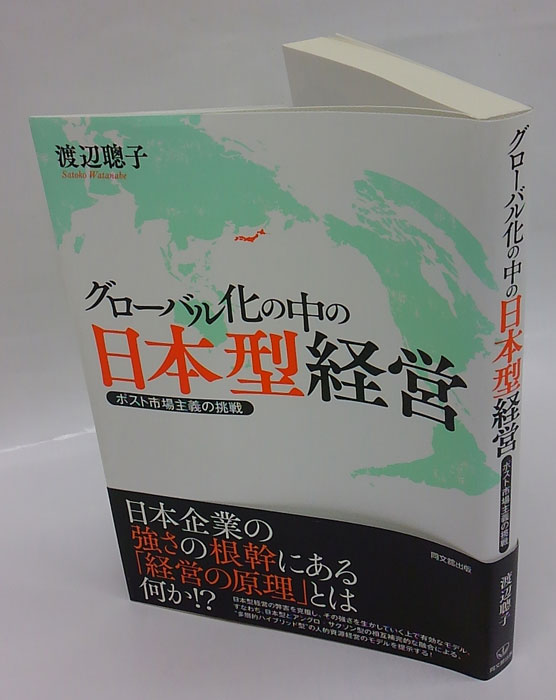 渡辺聰子
Satoko Watanabe
グローバル化の中の
日本型経営
ポスト市場主義の挑戦
日本企業の
強さの根幹にある
「経営の原理」とは
何か!?
日本型経営の弊害を克服し、その強さを生かしていく上で有効なモデル、
すなわち、日本型とアングロ・サクソン型の相互補完的な融合による、
"多層的ハイブリッド型"の人的資源経営のモデルを提示する!
同文舘出版
グローバル化の中の日本型経営
ポスト市場主義の挑戦
渡辺聰子